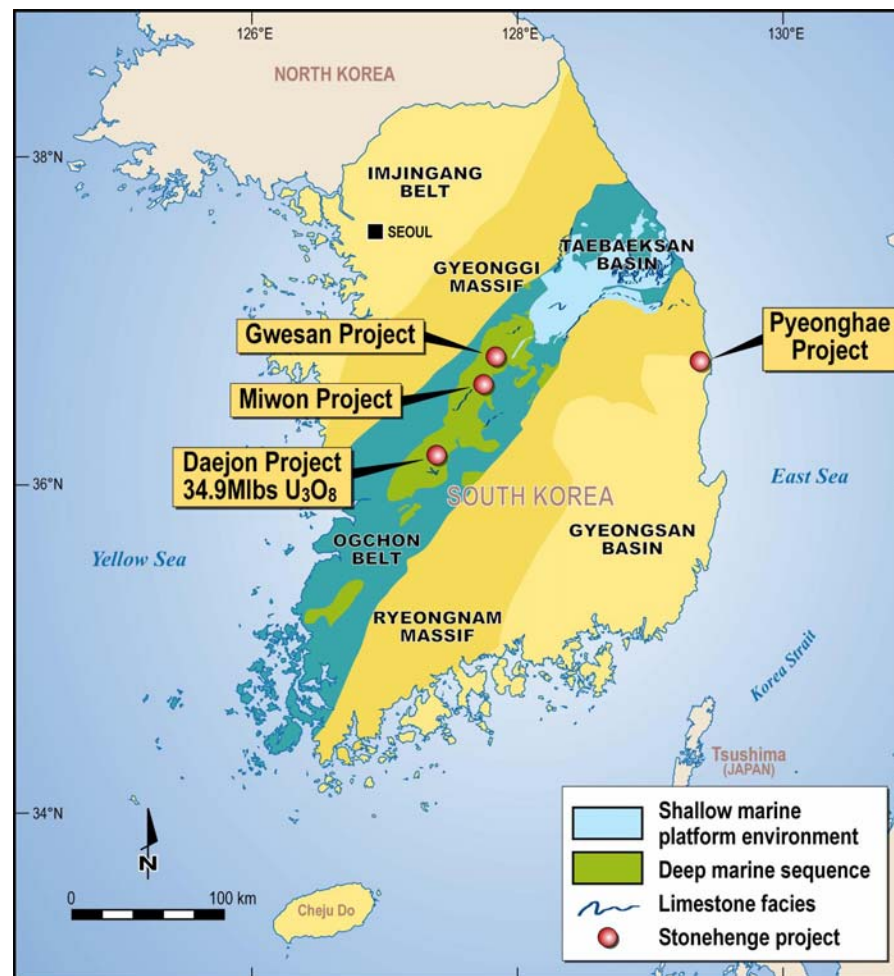 126°E
128°E
130°E
NORTH KOREA
38°N
IMJINGANG
BELT
SEOUL
TAEBAEKSAN
BASIN
GYEONGGI
MASSIF
Gwesan Project
Pyeonghae
Project
Miwon Project
Daejon Project
34.9Mlbs U₃O₈
36°N
SOUTH KOREA
East Sea
GYEONGSAN
BASIN
OGCHON
BELT
Yellow Sea
RYEONGNAM
MASSIF
Korea Strait
Tsushima
(JAPAN)
34°N
N
0
100 km
Cheju Do
Shallow marine
platform environment
Deep marine sequence
Limestone facies
Stonehenge project